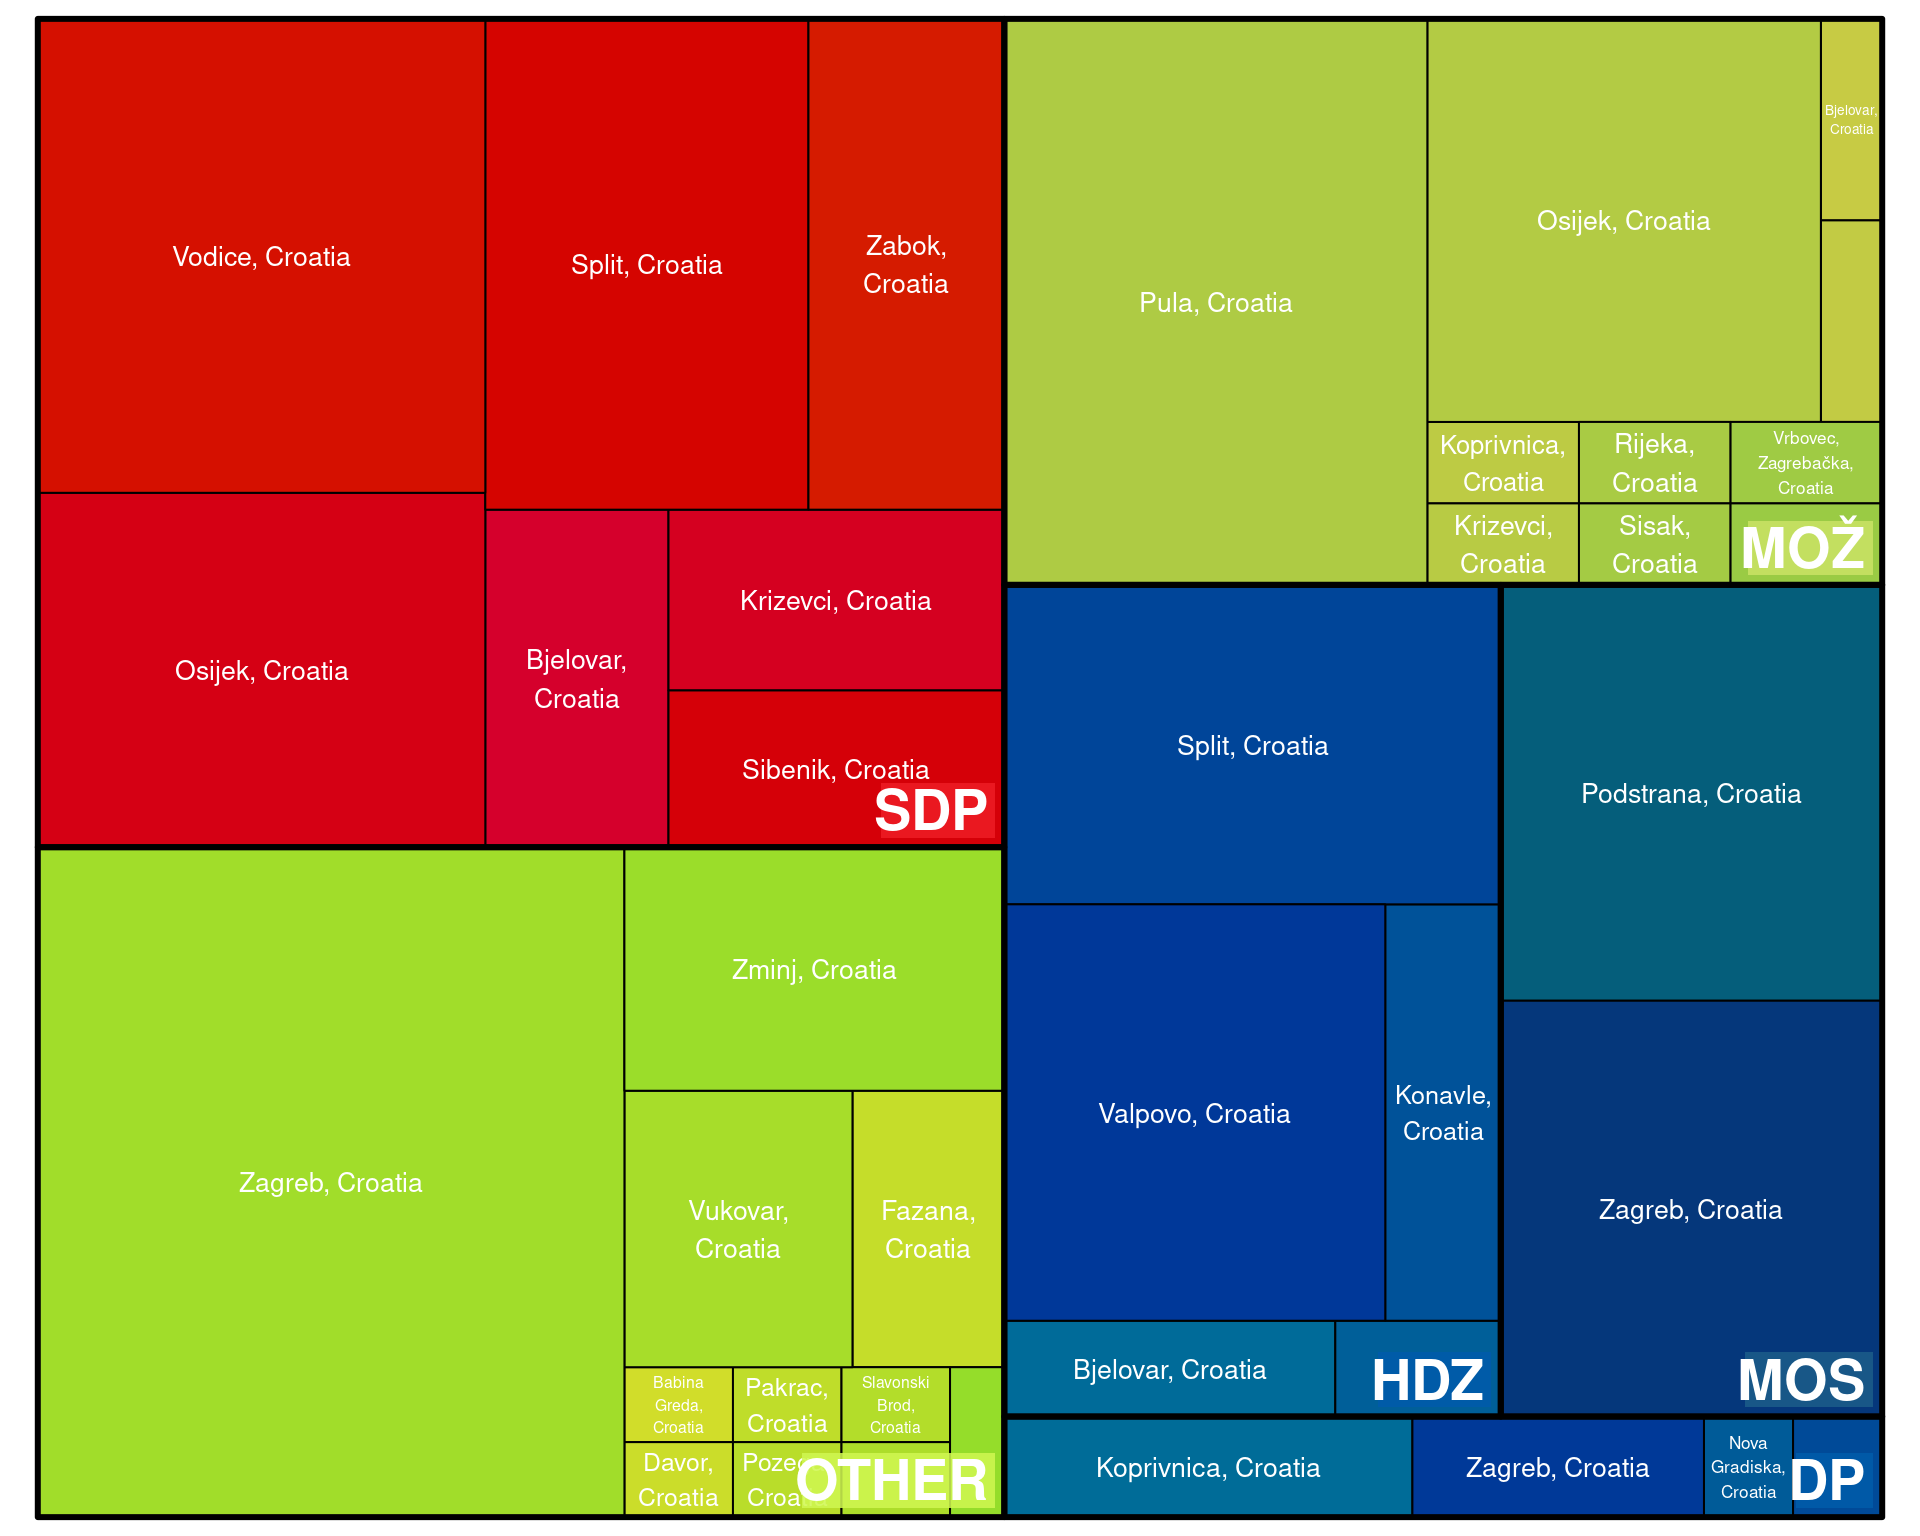 Vodice, Croatia
Split, Croatia
Zabok,
Croatia
Osijek, Croatia
Bjelovar,
Croatia
Krizevci, Croatia
Sibenik, Croatia
SDP
Pula, Croatia
Osijek, Croatia
Bjelovar,
Croatia
Koprivnica,
Croatia
Rijeka,
Croatia
Vrbovec,
Zagrebačka,
Croatia
Krizevci,
Croatia
Sisak,
Croatia
MOŽ
Zagreb, Croatia
Zminj, Croatia
Vukovar,
Croatia
Fazana,
Croatia
Babina
Greda,
Croatia
Pakrac,
Croatia
Slavonski
Brod,
Croatia
Davor,
Croatia
OTHER
Split, Croatia
Valpovo, Croatia
Konavle,
Croatia
Bjelovar, Croatia
HDZ
Podstrana, Croatia
Zagreb, Croatia
MOS
Koprivnica, Croatia
Zagreb, Croatia
Nova
Gradiska,
Croatia
DP